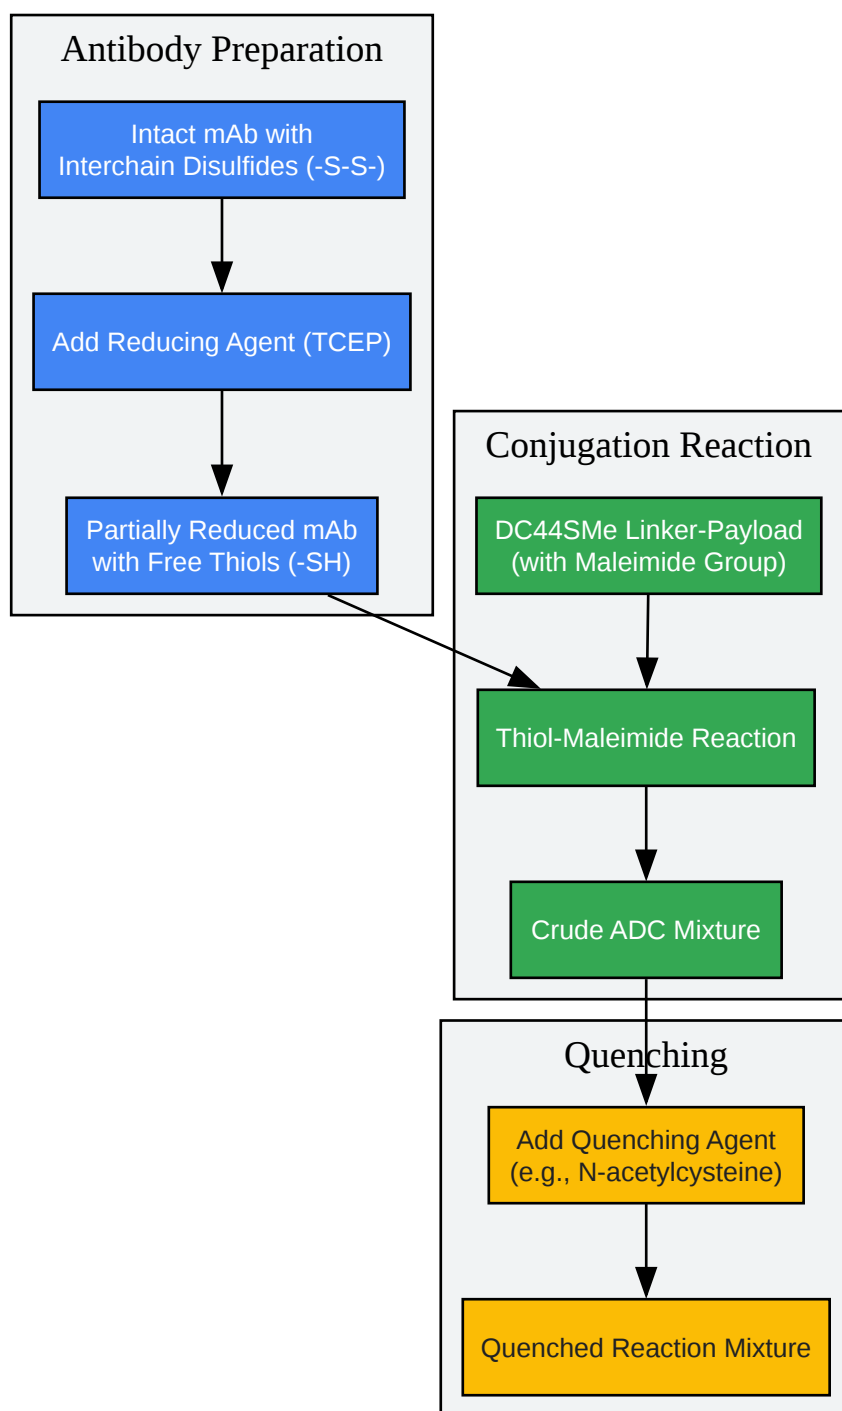 Antibody Preparation
Intact mAb with
Interchain Disulfides (-S-S-)
Add Reducing Agent (TCEP)
Partially Reduced mAb
with Free Thiols (-SH)
Conjugation Reaction
DC44SMe Linker-Payload
(with Maleimide Group)
Thiol-Maleimide Reaction
Crude ADC Mixture
Quenching
Add Quenching Agent
(e.g., N-acetylcysteine)
Quenched Reaction Mixture